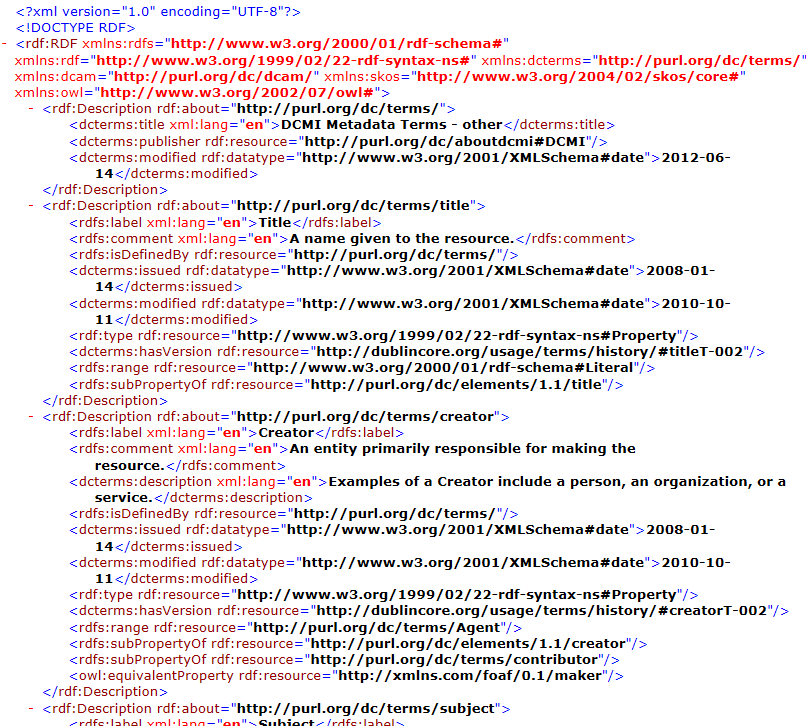 <?xml version="1.0" encoding="UTF-8"?>
<!DOCTYPE RDF>
- <rdf:RDF xmlns:rdfs="http://www.w3.org/2000/01/rdf-schema#"
xmlns:rdf="http://www.w3.org/1999/02/22-rdf-syntax-ns#" xmlns:dcterms="http://purl.org/dc/terms/"
xmlns:dcam="http://purl.org/dc/dcam/" xmlns:skos="http://www.w3.org/2004/02/skos/core#"
xmlns:owl="http://www.w3.org/2002/07/owl#">
- <rdf:Description rdf:about="http://purl.org/dc/terms/">
<dcterms:title xml:lang="en">DCMI Metadata Terms - other</dcterms:title>
<dcterms:publisher rdf:resource="http://purl.org/dc/aboutdcmi#DCMI"/>
<dcterms:modified rdf:datatype="http://www.w3.org/2001/XMLSchema#date">2012-06-
14</dcterms:modified>
</rdf:Description>
- <rdf:Description rdf:about="http://purl.org/dc/terms/title">
<rdfs:label xml:lang="en">Title</rdfs:label>
<rdfs:comment xml:lang="en">A name given to the resource.</rdfs:comment>
<rdfs:isDefinedBy rdf:resource="http://purl.org/dc/terms/"/>
<dcterms:issued rdf:datatype="http://www.w3.org/2001/XMLSchema#date">2008-01-
14</dcterms:issued>
<dcterms:modified rdf:datatype="http://www.w3.org/2001/XMLSchema#date">2010-10-
11</dcterms:modified>
<rdf:type rdf:resource="http://www.w3.org/1999/02/22-rdf-syntax-ns#Property"/>
<dcterms:hasVersion rdf:resource="http://dublincore.org/usage/terms/history/#titleT-002"/>
<rdfs:range rdf:resource="http://www.w3.org/2000/01/rdf-schema#Literal"/>
<rdfs:subPropertyOf rdf:resource="http://purl.org/dc/elements/1.1/title"/>
</rdf:Description>
- <rdf:Description rdf:about="http://purl.org/dc/terms/creator">
<rdfs:label xml:lang="en">Creator</rdfs:label>
<rdfs:comment xml:lang="en">An entity primarily responsible for making the
resource.</rdfs:comment>
<dcterms:description xml:lang="en">Examples of a Creator include a person, an organization, or a
service.</dcterms:description>
<rdfs:isDefinedBy rdf:resource="http://purl.org/dc/terms/"/>
<dcterms:issued rdf:datatype="http://www.w3.org/2001/XMLSchema#date">2008-01-
14</dcterms:issued>
<dcterms:modified rdf:datatype="http://www.w3.org/2001/XMLSchema#date">2010-10-
11</dcterms:modified>
<rdf:type rdf:resource="http://www.w3.org/1999/02/22-rdf-syntax-ns#Property"/>
<dcterms:hasVersion rdf:resource="http://dublincore.org/usage/terms/history/#creatorT-002"/>
<rdfs:range rdf:resource="http://purl.org/dc/terms/Agent"/>
<rdfs:subPropertyOf rdf:resource="http://purl.org/dc/elements/1.1/creator"/>
<rdfs:subPropertyOf rdf:resource="http://purl.org/dc/terms/contributor"/>
<owl:equivalentProperty rdf:resource="http://xmlns.com/foaf/0.1/maker"/>
</rdf:Description>
- <rdf:Description rdf:about="http://purl.org/dc/terms/subject">
<rdfs:label xml:lang="en">Subject</rdfs:label>